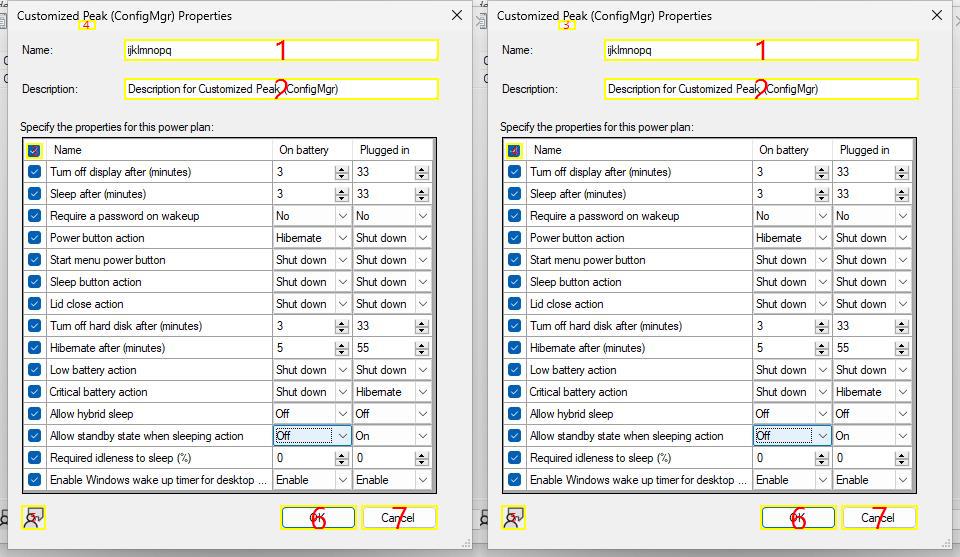 Customized Peak (ConfigMgr) Properties
4
Name: ijklmnopq 1
Description: Description for Customized Peak (ConfigMgr) 2
Specify the properties for this power plan:
Name On battery Plugged in
Turn off display after (minutes) 3 33
Sleep after (minutes) 3 33
Require a password on wakeup No No
Power button action Hibernate Shut down
Start menu power button Shut down Shut down
Sleep button action Shut down Shut down
Lid close action Shut down Shut down
Turn off hard disk after (minutes) 3 33
Hibernate after (minutes) 5 55
Low battery action Shut down Shut down
Critical battery action Shut down Hibernate
Allow hybrid sleep Off Off
Allow standby state when sleeping action Off On
Required idleness to sleep (%) 0 0
Enable Windows wake up timer for desktop ... Enable Enable
OK 6 Cancel 7
Customized Peak (ConfigMgr) Properties
3
Name: ijklmnopq 1
Description: Description for Customized Peak (ConfigMgr) 2
Specify the properties for this power plan:
Name On battery Plugged in
Turn off display after (minutes) 3 33
Sleep after (minutes) 3 33
Require a password on wakeup No No
Power button action Hibernate Shut down
Start menu power button Shut down Shut down
Sleep button action Shut down Shut down
Lid close action Shut down Shut down
Turn off hard disk after (minutes) 3 33
Hibernate after (minutes) 5 55
Low battery action Shut down Shut down
Critical battery action Shut down Hibernate
Allow hybrid sleep Off Off
Allow standby state when sleeping action Off On
Required idleness to sleep (%) 0 0
Enable Windows wake up timer for desktop ... Enable Enable
OK 6 Cancel 7